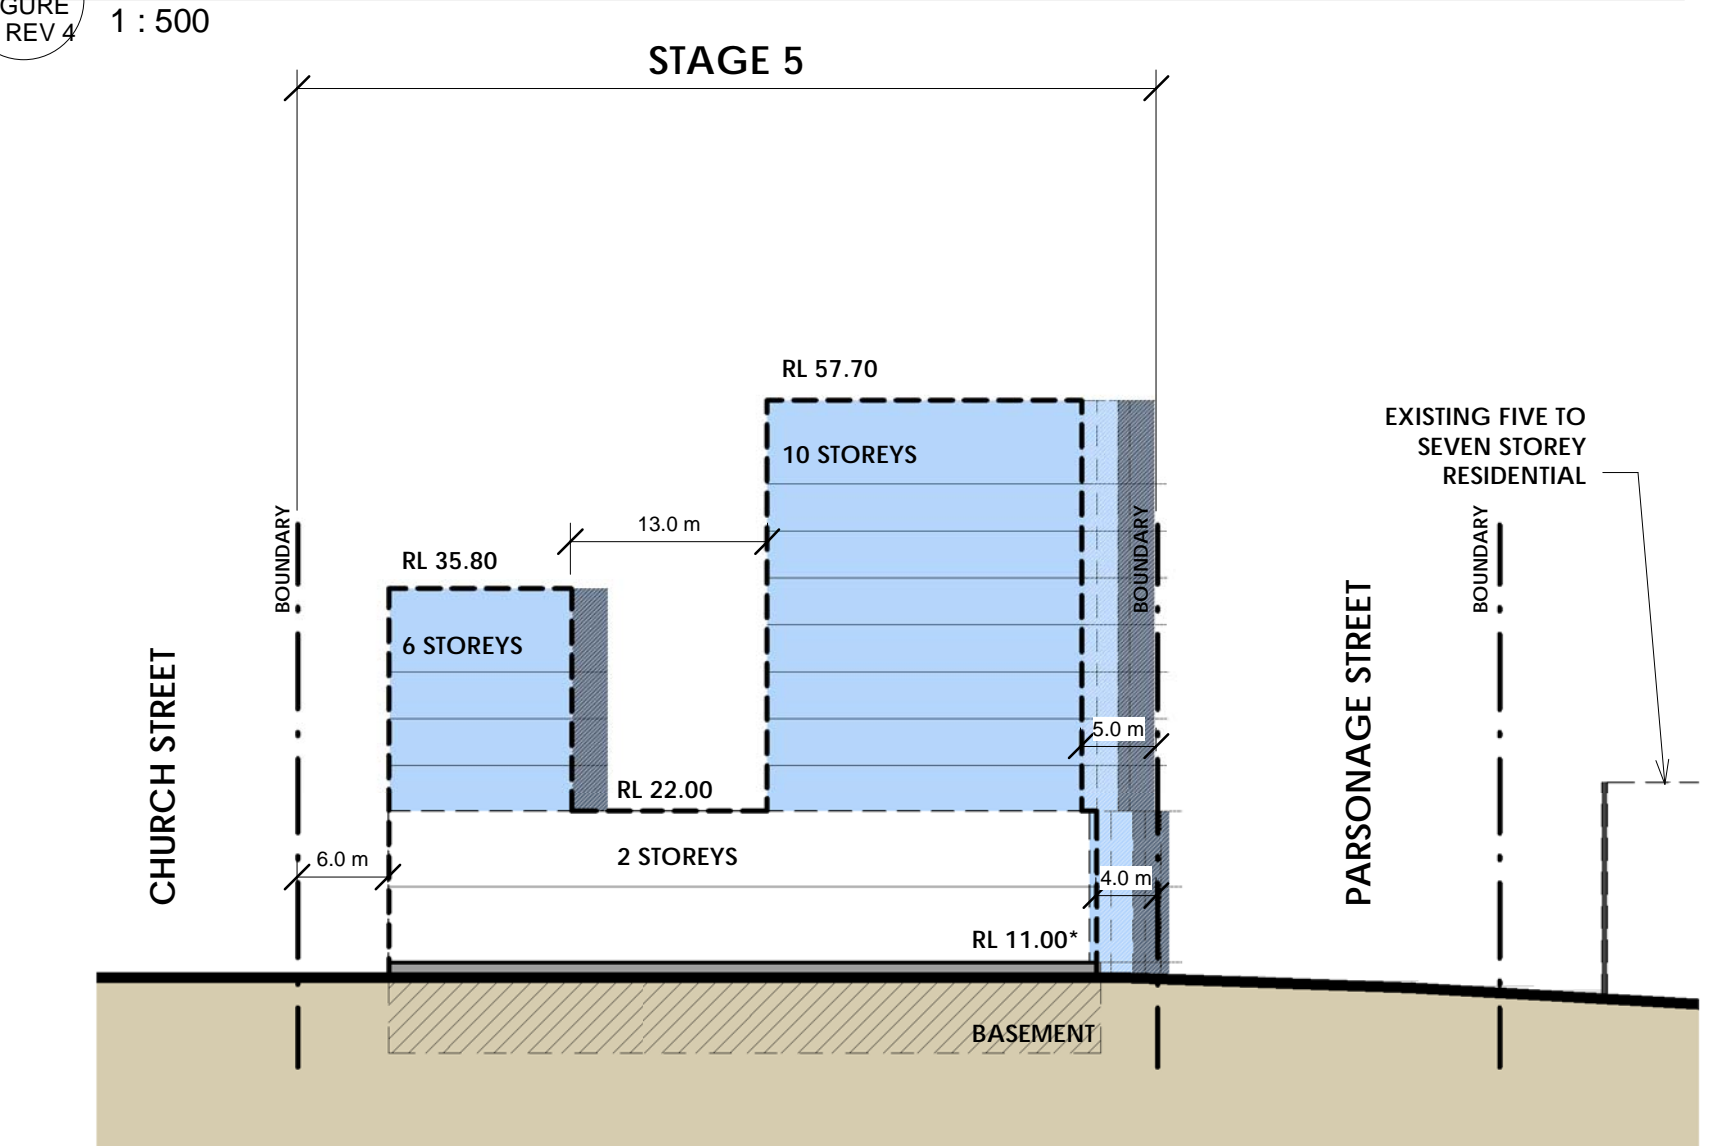 GURE
REV 4
1 : 500
STAGE 5
RL 57.70
10 STOREYS
EXISTING FIVE TO
SEVEN STOREY
RESIDENTIAL
13.0 m
BOUNDARY
BOUNDARY
BOUNDARY
RL 35.80
6 STOREYS
CHURCH STREET
PARSONAGE STREET
5.0 m
RL 22.00
2 STOREYS
6.0 m
4.0 m
RL 11.00*
BASEMENT